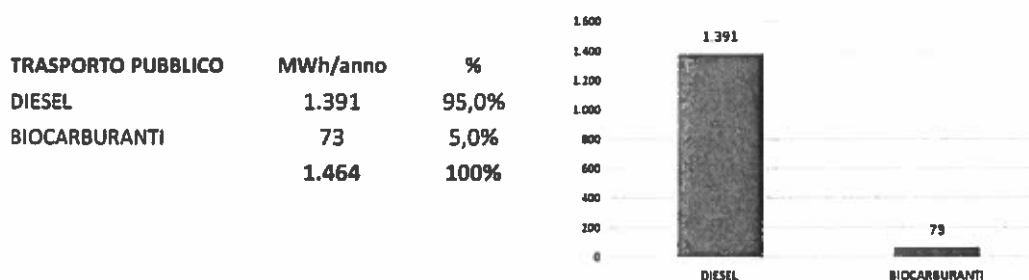 TRASPORTO PUBBLICO MWh/anno %
DIESEL 1.391 95,0%
BIOCARBURANTI 73 5,0%
1.464 100%
1.600
1.400
1.200
1.000
800
600
400
200
0
1.391
73
DIESEL
BIOCARBURANTI